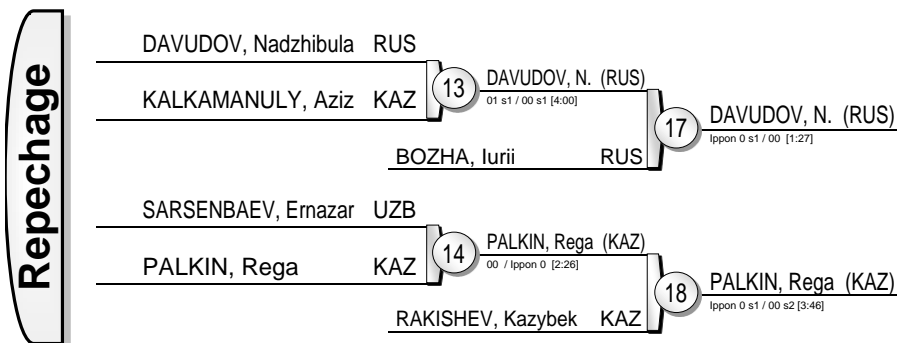 Repechage
DAVUDOV, Nadzhibula RUS
KALKAMANULY, Aziz KAZ
13
DAVUDOV, N. (RUS)
01 s1 / 00 s1 [4:00]
BOZHA, Iurii RUS
17
DAVUDOV, N. (RUS)
Ippon 0 s1 / 00 [1:27]
SARSENBAEV, Ernazar UZB
PALKIN, Rega KAZ
14
PALKIN, Rega (KAZ)
00 / Ippon 0 [2:26]
RAKISHEV, Kazybek KAZ
18
PALKIN, Rega (KAZ)
Ippon 0 s1 / 00 s2 [3:46]